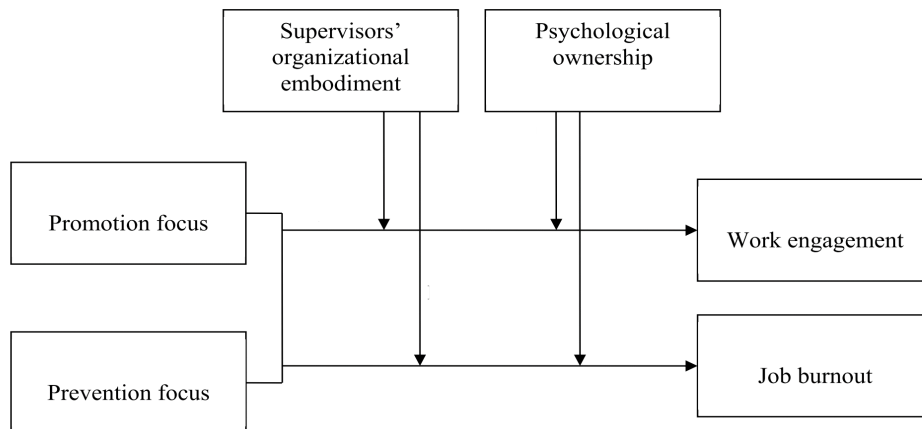 Supervisors’
organizational
embodiment
Psychological
ownership
Promotion focus
Work engagement
Prevention focus
Job burnout